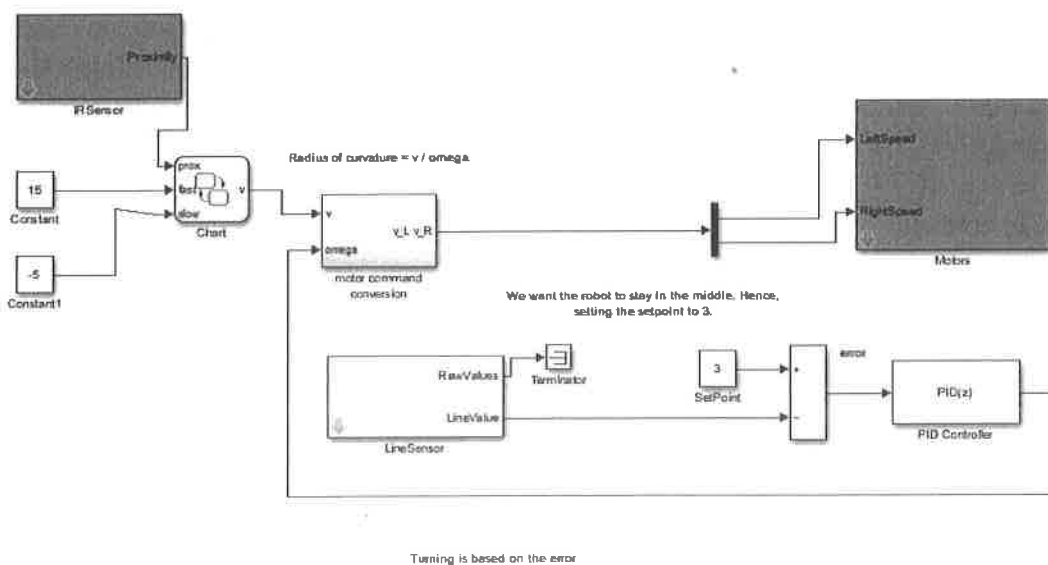 Proximity
IRSensor
prox
fast
slow
v
Chart
15
Constant
-5
Constant1
Radius of curvature = v / omega
v
omega
v_L v_R
motor command
conversion
LeftSpeed
RightSpeed
Motors
We want the robot to stay in the middle. Hence,
setting the setpoint to 3.
RawValues
LineValue
LineSensor
Terminator
3
SetPoint
+
−
error
PID(z)
PID Controller
Turning is based on the error